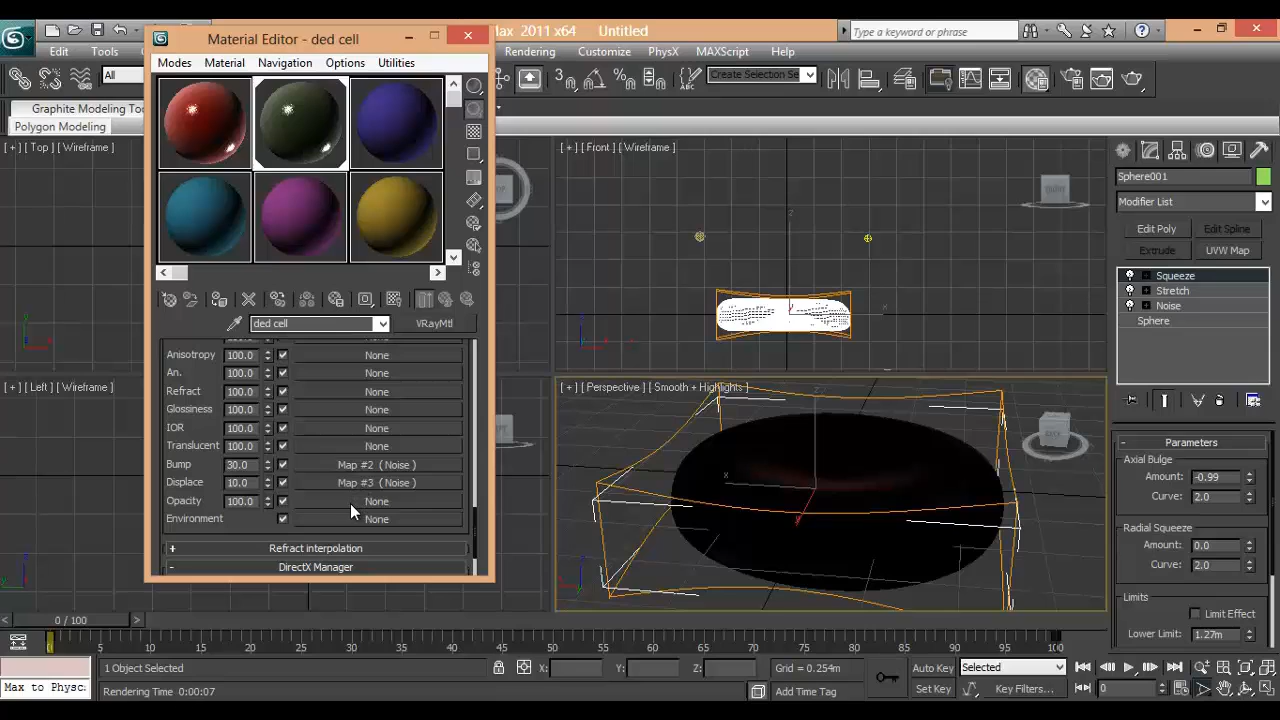 Material Editor - ded cell
ax 2011 x64
Untitled
Type a keyword or phrase
Edit
Tools
Rendering
Customize
PhysX
MAXScript
Help
Modes
Material
Navigation
Options
Utilities
All
Create Selection Se
Graphite Modeling To
Polygon Modeling
[ + ] [ Top ] [ Wireframe ]
[ + ] [ Front ] [ Wireframe ]
Sphere001
Modifier List
Edit Poly
Edit Spline
Extrude
UVW Map
Squeeze
Stretch
Noise
Sphere
ded cell
VRayMtl
Anisotropy 100.0 None
An. 100.0 None
Refract 100.0 None
Glossiness 100.0 None
IOR 100.0 None
Translucent 100.0 None
Bump 30.0 Map #2 ( Noise )
Displace 10.0 Map #3 ( Noise )
Opacity 100.0 None
Environment None
+ Refract interpolation
- DirectX Manager
[ + ] [ Left ] [ Wireframe ]
[ + ] [ Perspective ] [ Smooth + Highlights ]
- Parameters
Axial Bulge
Amount: -0.99
Curve: 2.0
Radial Squeeze
Amount: 0.0
Curve: 2.0
Limits
Limit Effect
Lower Limit: 1.27m
0 / 100
0 5 10 15 20 25 30 35 40 45 50 55 60 65 70 75 80 85 90 95 100
1 Object Selected
X:
Y:
Z:
Grid = 0.254m
Auto Key
Selected
Max to Physc
Rendering Time 0:00:07
Add Time Tag
Set Key
Key Filters...
0